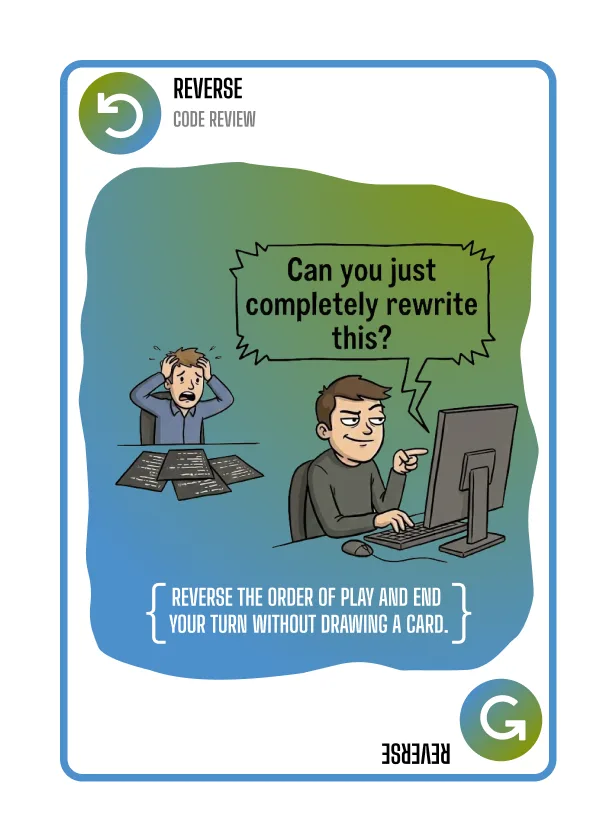 REVERSE
CODE REVIEW
Can you just
completely rewrite
this?
REVERSE THE ORDER OF PLAY AND END
YOUR TURN WITHOUT DRAWING A CARD.
REVERSE